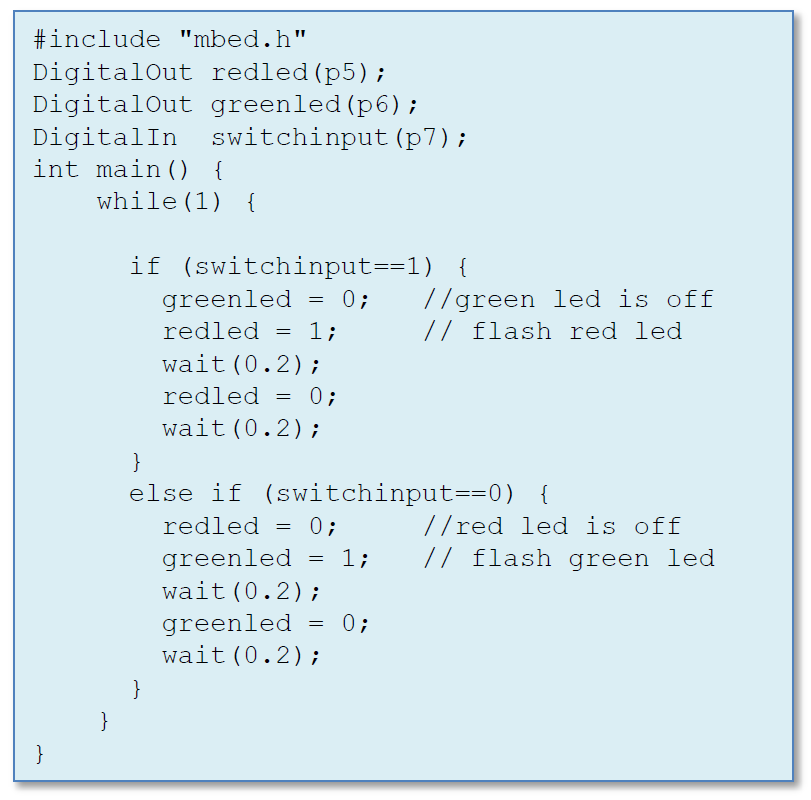 #include "mbed.h"
DigitalOut redled(p5);
DigitalOut greenled(p6);
DigitalIn  switchinput(p7);
int main() {
    while(1) {

      if (switchinput==1) {
        greenled = 0;   //green led is off
        redled = 1;     // flash red led
        wait(0.2);
        redled = 0;
        wait(0.2);
      }
      else if (switchinput==0) {
        redled = 0;     //red led is off
        greenled = 1;   // flash green led
        wait(0.2);
        greenled = 0;
        wait(0.2);
      }
    }
}